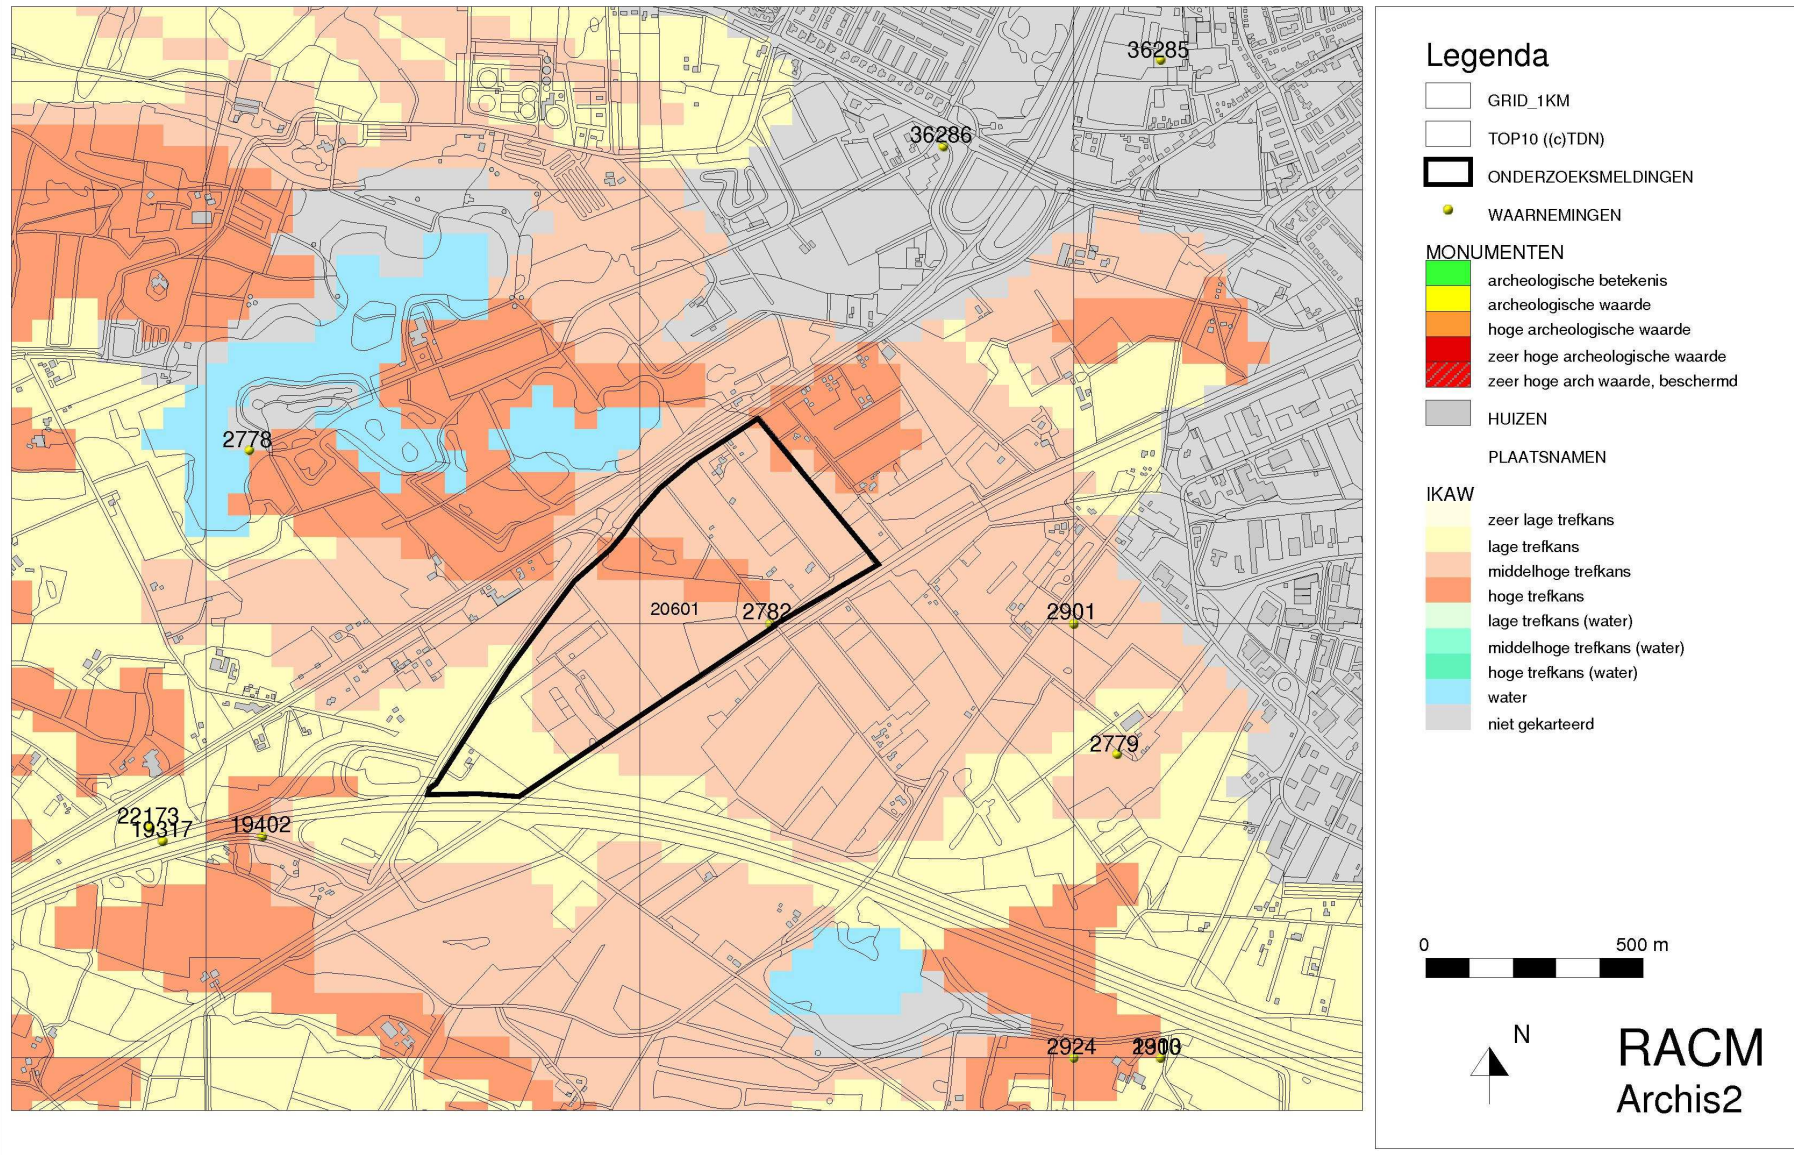 36285
36286
2778
20601
2782
2901
2779
22173
19317
19402
2924
Legenda
GRID_1KM
TOP10 ((c)TDN)
ONDERZOEKSMELDINGEN
WAARNEMINGEN
MONUMENTEN
archeologische betekenis
archeologische waarde
hoge archeologische waarde
zeer hoge archeologische waarde
zeer hoge arch waarde, beschermd
HUIZEN
PLAATSNAMEN
IKAW
zeer lage trefkans
lage trefkans
middelhoge trefkans
hoge trefkans
lage trefkans (water)
middelhoge trefkans (water)
hoge trefkans (water)
water
niet gekarteerd
0 500 m
N
RACM
Archis2